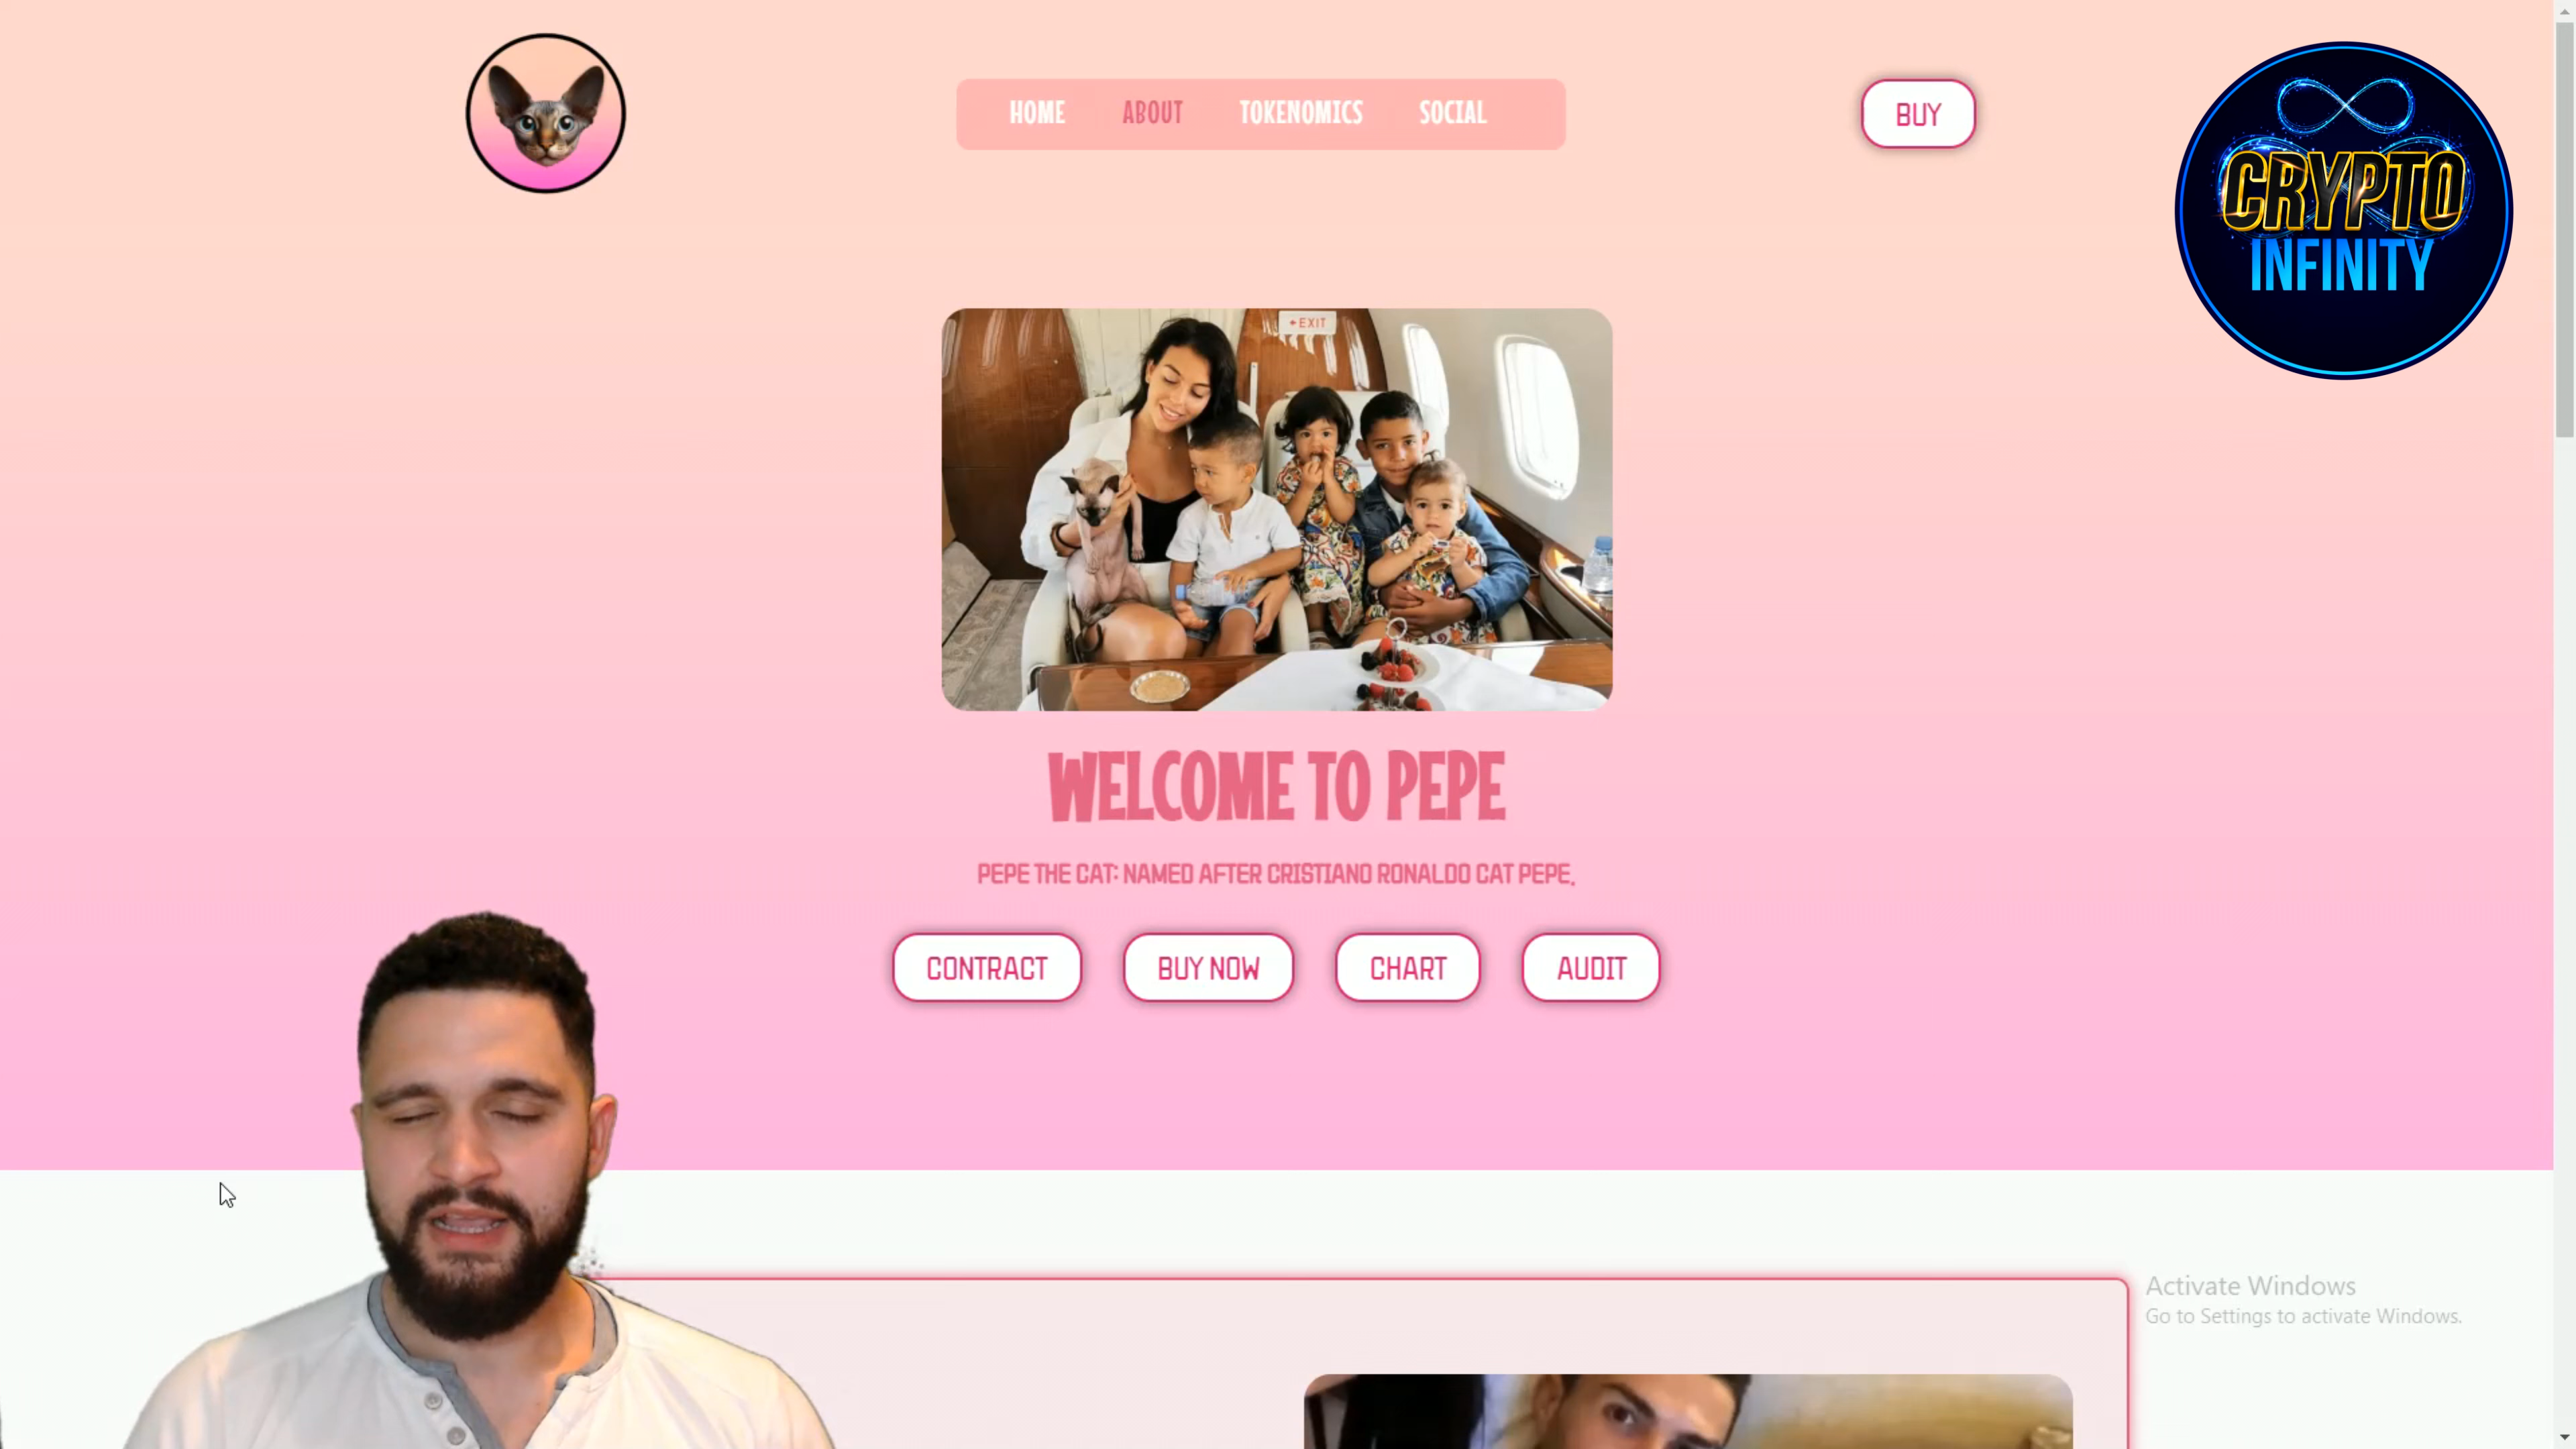 HOME ABOUT TOKENOMICS SOCIAL
BUY
CRYPTO
INFINITY
EXIT
WELCOME TO PEPE
PEPE THE CAT: NAMED AFTER CRISTIANO RONALDO CAT PEPE.
CONTRACT
BUY NOW
CHART
AUDIT
Activate Windows
Go to Settings to activate Windows.